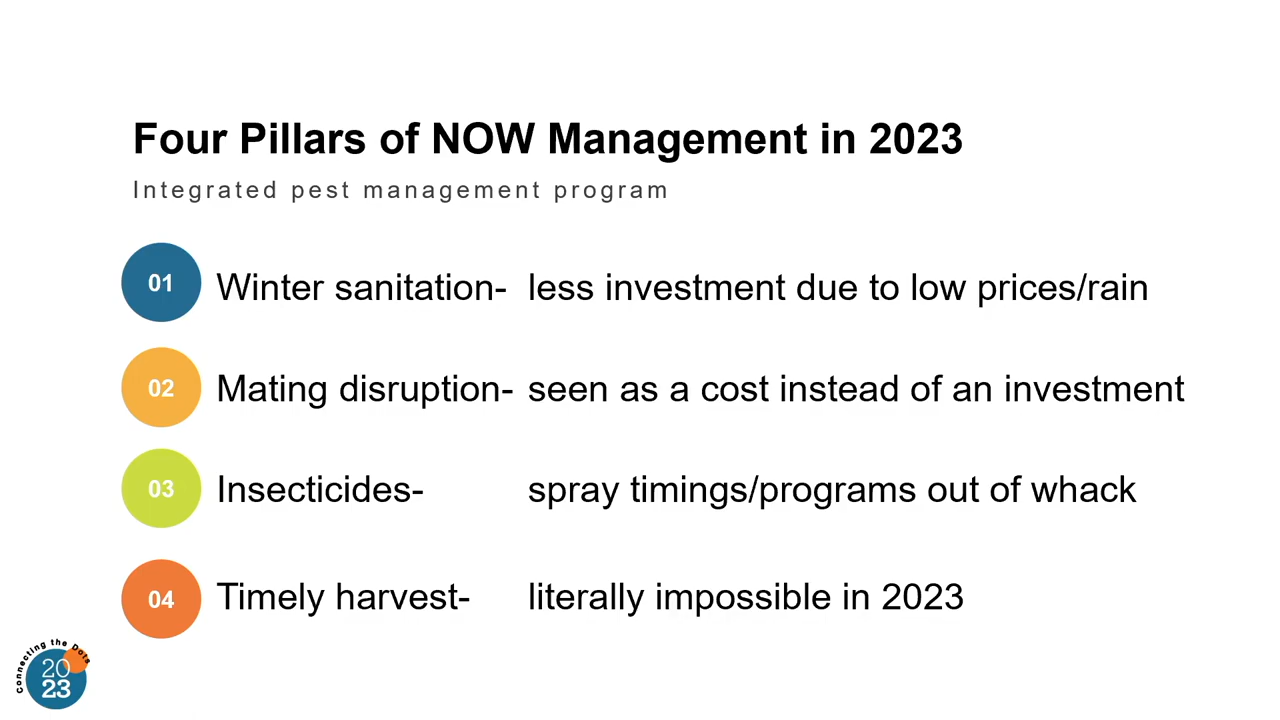 Four Pillars of NOW Management in 2023
Integrated pest management program
01 Winter sanitation- less investment due to low prices/rain
02 Mating disruption- seen as a cost instead of an investment
03 Insecticides- spray timings/programs out of whack
04 Timely harvest- literally impossible in 2023
Connecting the Dots
20
23